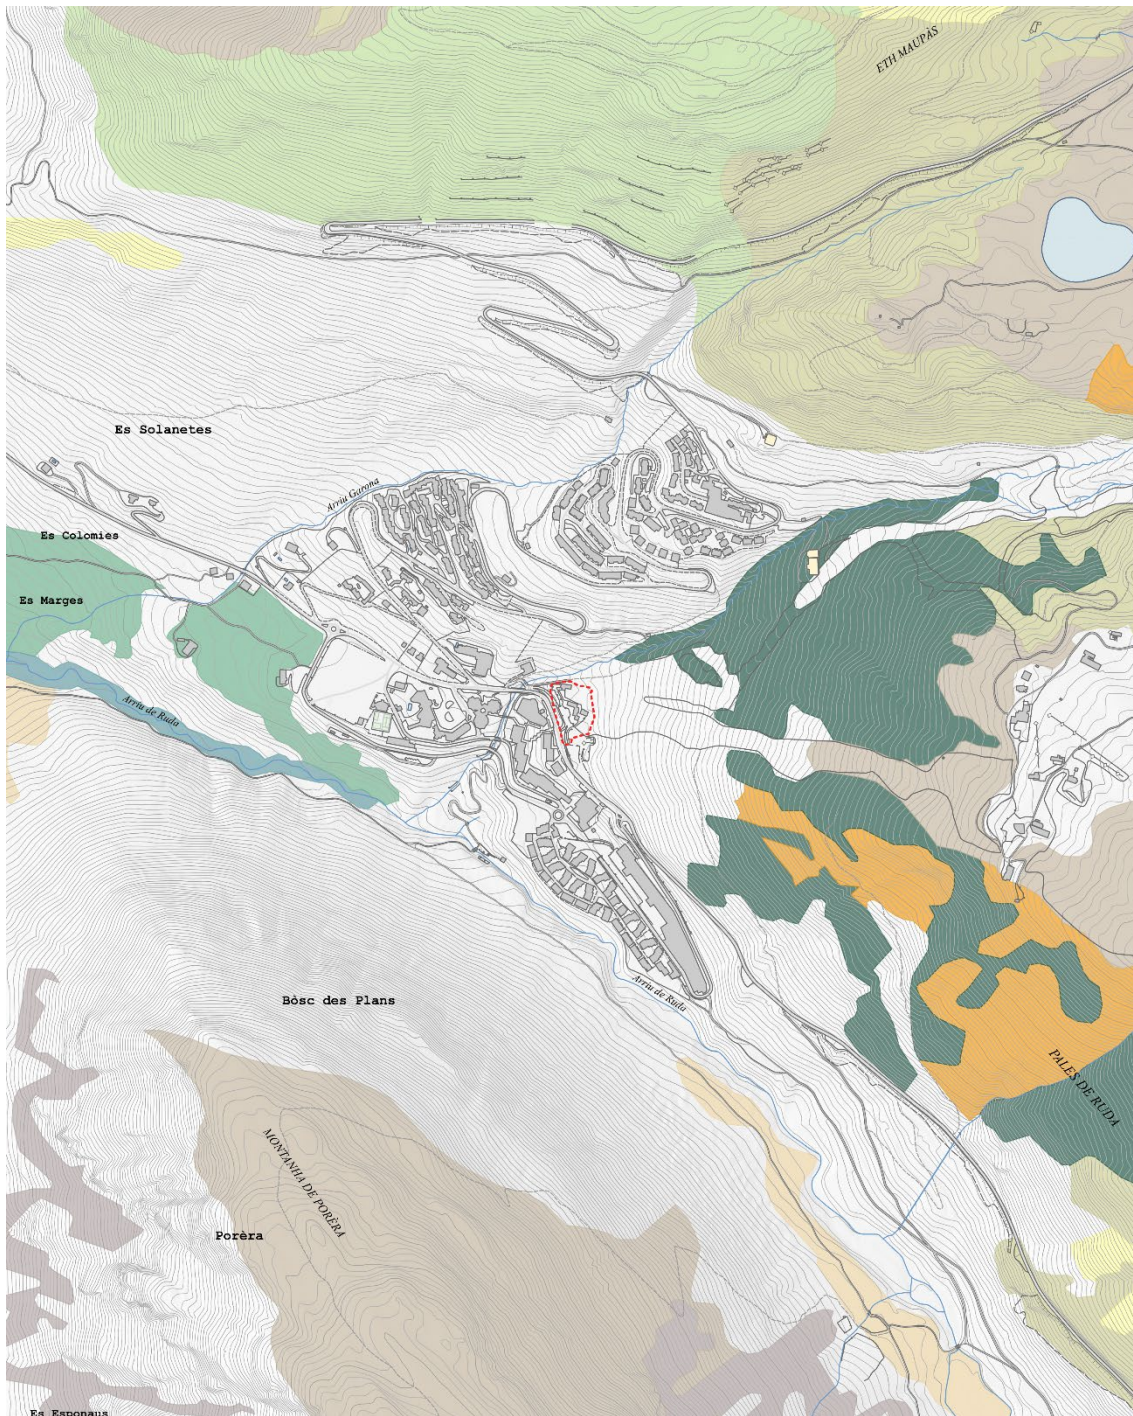 ETH MAUPÀS
Es Solanetes
Arriu Garona
Es Colomies
Es Marges
Arriu de Ruda
Arriu de Ruda
Bòsc des Plans
PALES DE RUDA
MONTANHA DE PORÈRA
Porèra
Es Esponaus